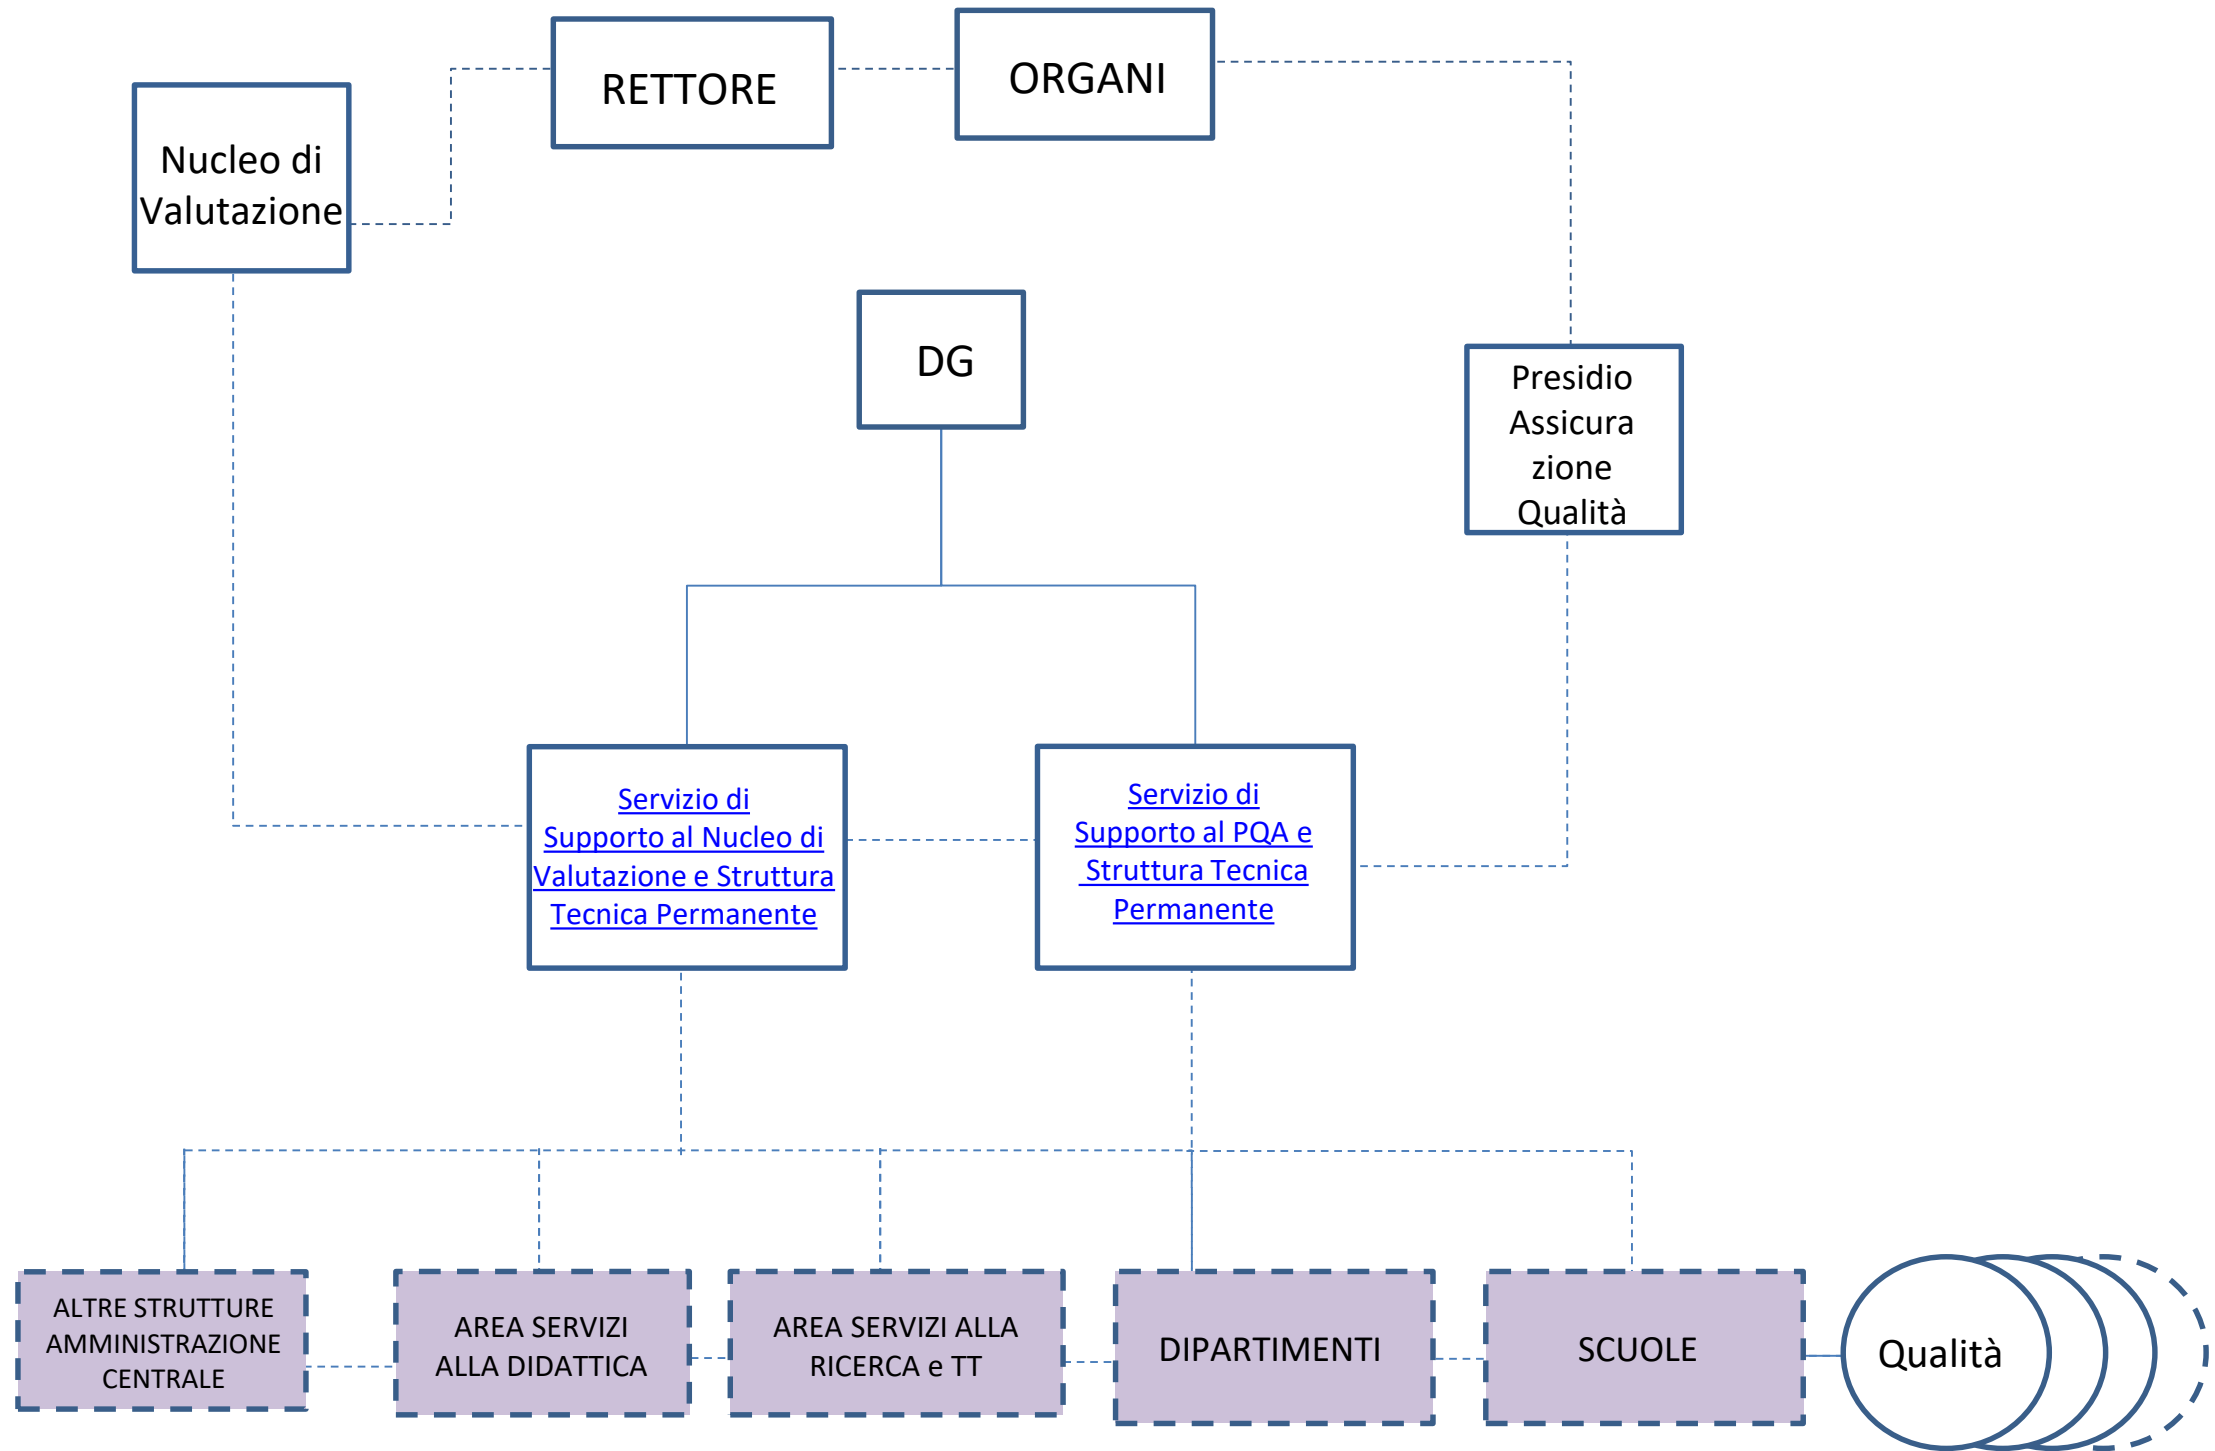 RETTORE
ORGANI
Nucleo di
Valutazione
DG
Presidio
Assicura
zione
Qualità
Servizio di
Supporto al Nucleo di
Valutazione e Struttura
Tecnica Permanente
Servizio di
Supporto al PQA e
Struttura Tecnica
Permanente
ALTRE STRUTTURE
AMMINISTRAZIONE
CENTRALE
AREA SERVIZI
ALLA DIDATTICA
AREA SERVIZI ALLA
RICERCA e TT
DIPARTIMENTI
SCUOLE
Qualità